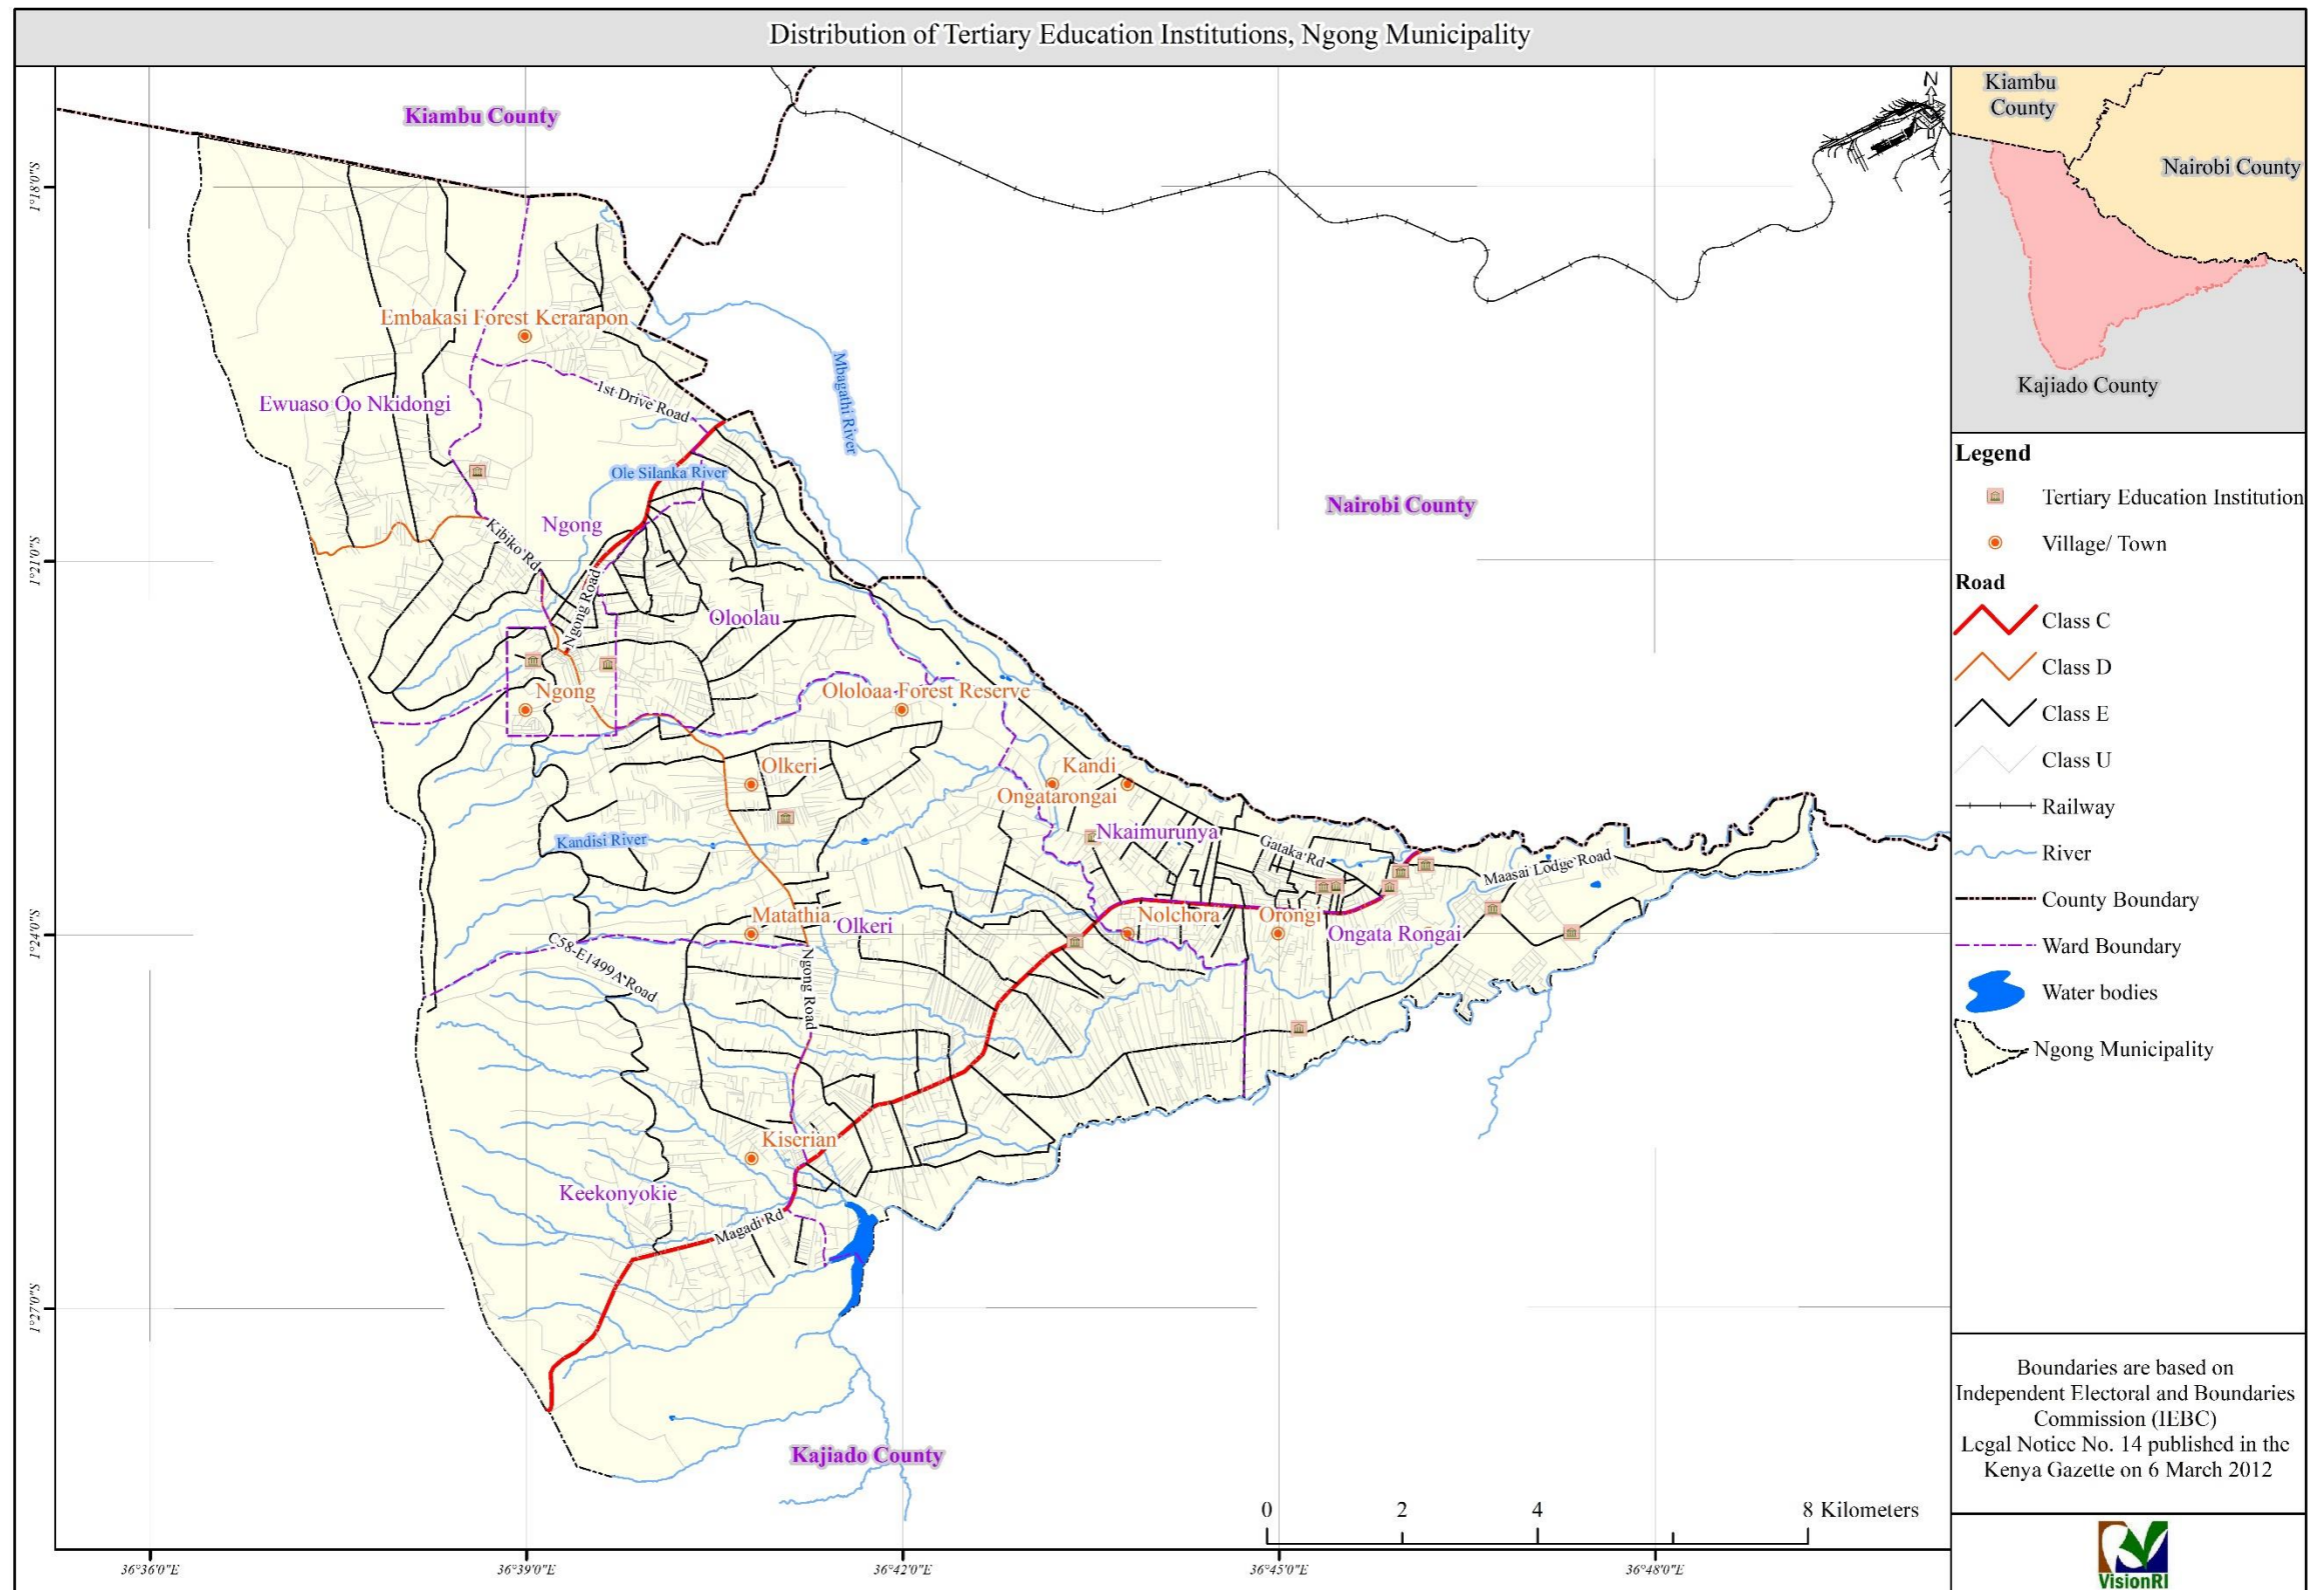 Distribution of Tertiary Education Institutions, Ngong Municipality
Kiambu County
N
1°18'0"S
Embakasi Forest Kerarapon
Mbagathi River
1st Drive Road
Ewuaso Oo Nkidongi
Ole Silanka River
Nairobi County
Ngong
Kibiko Rd
1°21'0"S
Ngong Road
Oloolau
Ngong
Ololoaa Forest Reserve
Olkeri
Kandi
Ongatarongai
Nkaimurunya
Kandisi River
Gataka Rd
Maasai Lodge Road
Matathia
Olkeri
Nolchora
Orongi
Ongata Rongai
1°24'0"S
C58-E1499A Road
Ngong Road
Kiserian
Keekonyokie
Magadi Rd
1°27'0"S
Kajiado County
0 2 4 8 Kilometers
36°36'0"E 36°39'0"E 36°42'0"E 36°45'0"E 36°48'0"E
Kiambu
County
Nairobi County
Kajiado County
Legend
Tertiary Education Institution
Village/ Town
Road
Class C
Class D
Class E
Class U
Railway
River
County Boundary
Ward Boundary
Water bodies
Ngong Municipality
Boundaries are based on
Independent Electoral and Boundaries
Commission (IEBC)
Legal Notice No. 14 published in the
Kenya Gazette on 6 March 2012
VisionRI